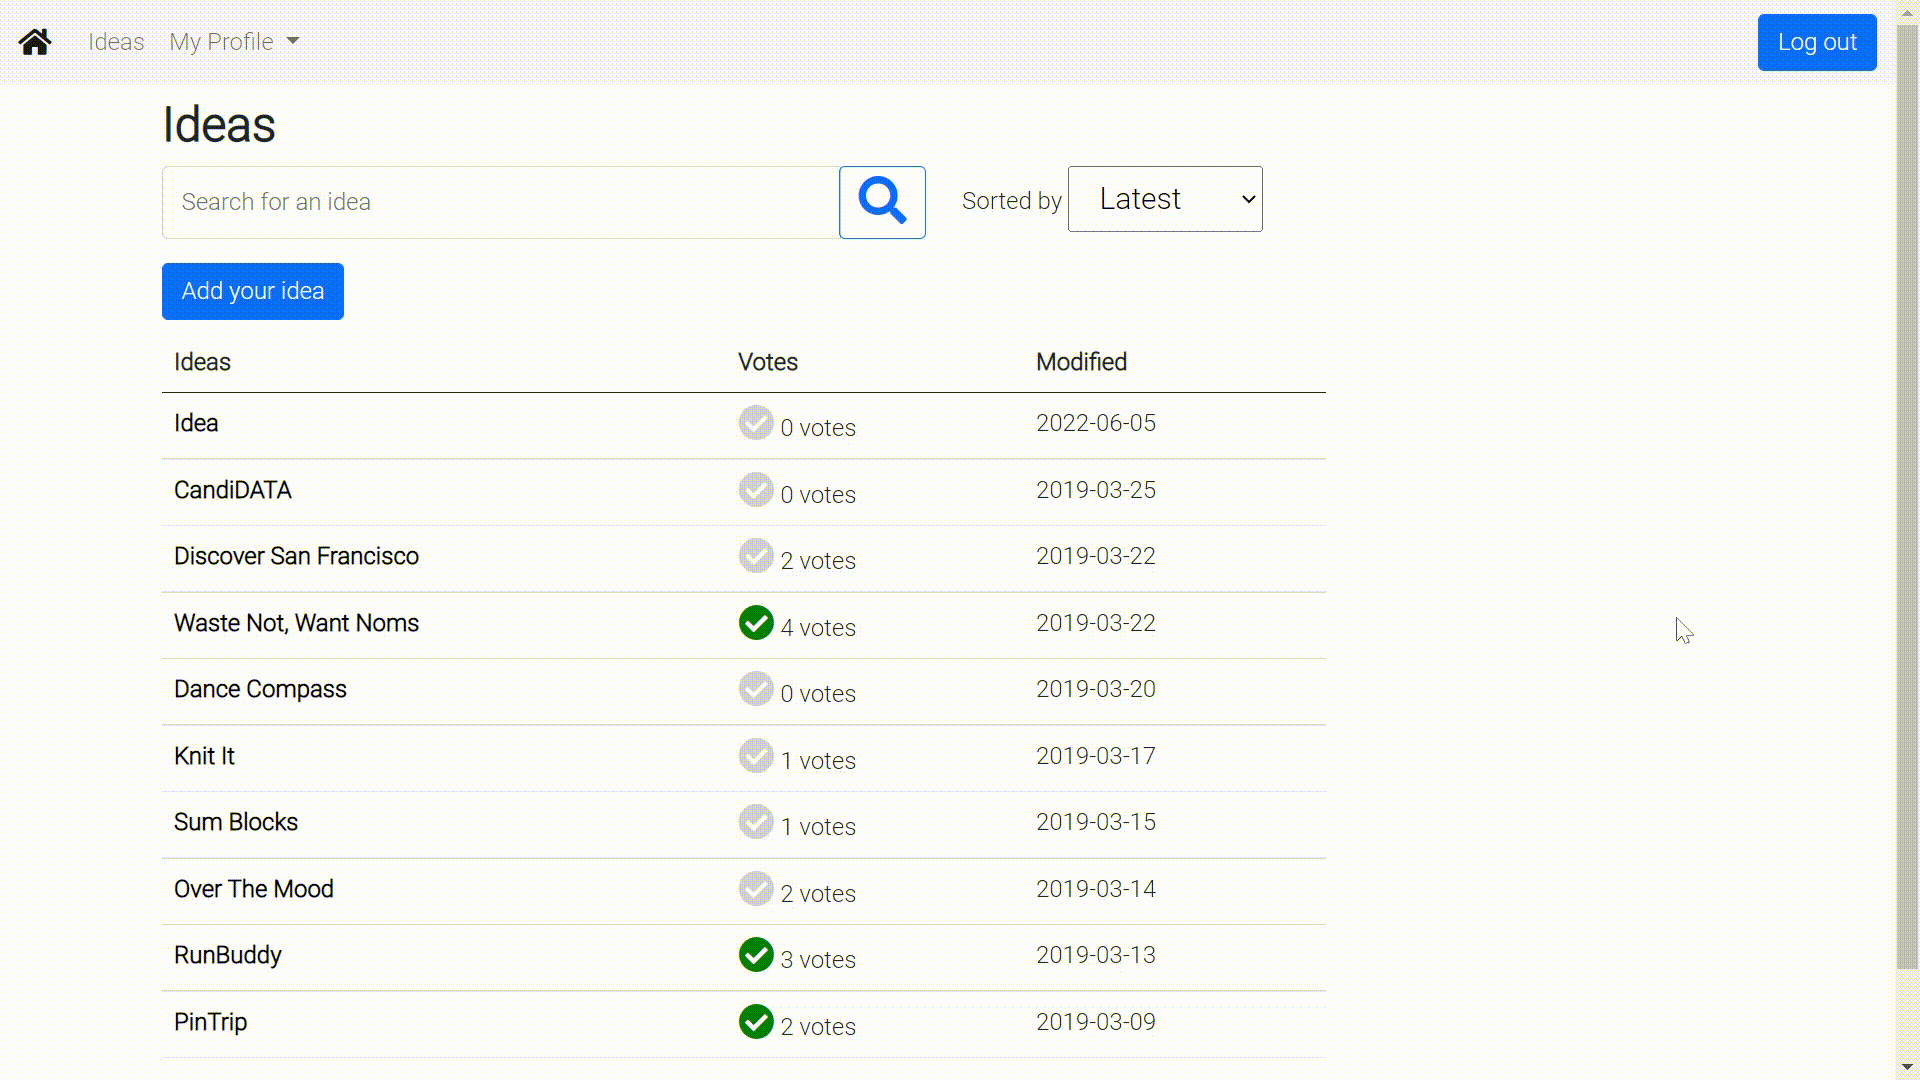 Ideas My Profile Log out
Ideas
Search for an idea Sorted by Latest
Add your idea
Ideas Votes Modified
Idea 0 votes 2022-06-05
CandiDATA 0 votes 2019-03-25
Discover San Francisco 2 votes 2019-03-22
Waste Not, Want Noms 4 votes 2019-03-22
Dance Compass 0 votes 2019-03-20
Knit It 1 votes 2019-03-17
Sum Blocks 1 votes 2019-03-15
Over The Mood 2 votes 2019-03-14
RunBuddy 3 votes 2019-03-13
PinTrip 2 votes 2019-03-09